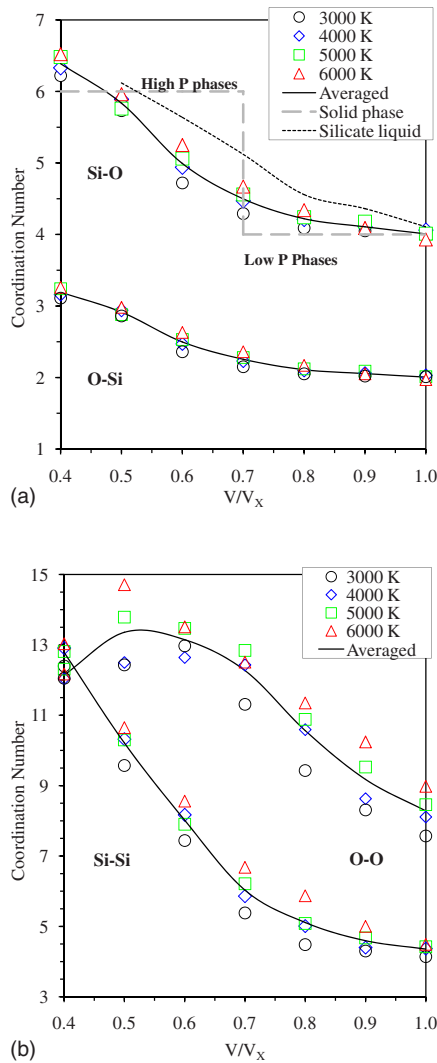 7
3000 K
4000 K
5000 K
6000 K
Averaged
Solid phase
Silicate liquid
High P phases
6
5
Si-O
4
Low P Phases
3
O-Si
2
1
Coordination Number
0.4 0.5 0.6 0.7 0.8 0.9 1.0
(a)
V/VX
15
3000 K
4000 K
5000 K
6000 K
Averaged
13
11
9
7
Si-Si
O-O
5
3
Coordination Number
0.4 0.5 0.6 0.7 0.8 0.9 1.0
(b)
V/VX